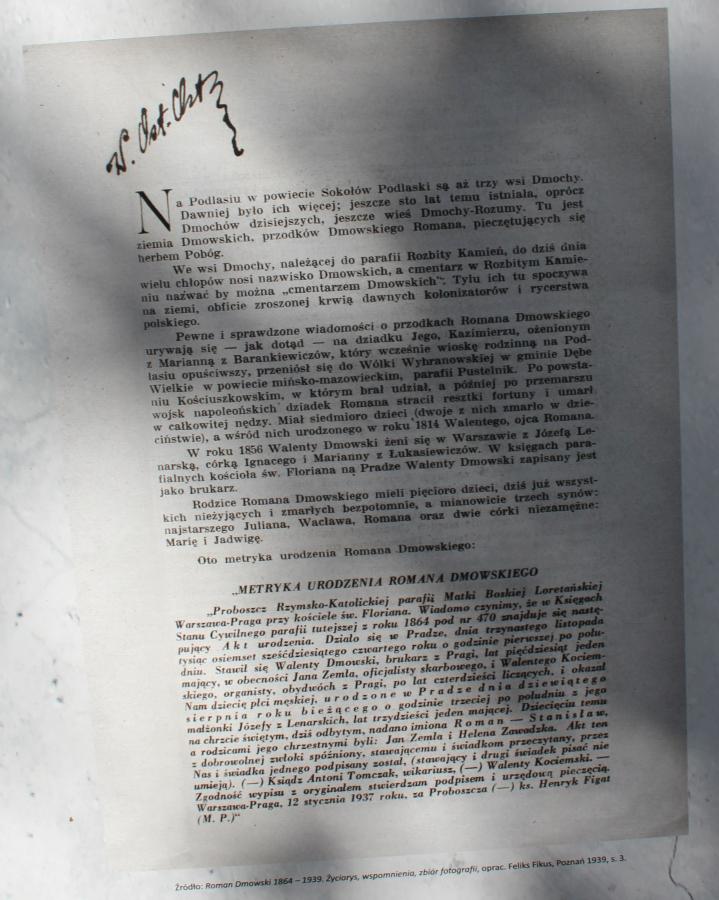 W. Ost. Ost
Na Podlasiu w powiecie Sokołów Podlaski są aż trzy wsi Dmochy.
Dawniej było ich więcej; jeszcze sto lat temu istniała, oprócz
Dmochów dzisiejszych, jeszcze wieś Dmochy-Rozumy. Tu jest
ziemia Dmowskich, przodków Dmowskiego Romana, pieczętujących się
herbem Pobóg.
We wsi Dmochy, należącej do parafii Rozbity Kamień, do dziś dnia
wielu chłopów nosi nazwisko Dmowskich, a cmentarz w Rozbitym Kamie-
niu nazwać by można „cmentarzem Dmowskich“: Tylu ich tu spoczywa
na ziemi, obficie zroszonej krwią dawnych kolonizatorów i rycerstwa
polskiego.
Pewne i sprawdzone wiadomości o przodkach Romana Dmowskiego
urywają się — jak dotąd — na dziadku Jego, Kazimierzu, ożenionym
z Marianną z Barankiewiczów, który wcześnie wioskę rodzinną na Pod-
lasiu opuściwszy, przeniósł się do Wólki Wybranowskiej w gminie Dębe
Wielkie w powiecie mińsko-mazowieckim, parafii Pustelnik. Po powsta-
niu Kościuszkowskim, w którym brał udział, a później po przemarszu
wojsk napoleońskich dziadek Romana stracił resztki fortuny i umarł
w całkowitej nędzy. Miał siedmioro dzieci (dwoje z nich zmarło w dzie-
ciństwie), a wśród nich urodzonego w roku 1814 Walentego, ojca Romana.
W roku 1856 Walenty Dmowski żeni się w Warszawie z Józefą Le-
narską, córką Ignacego i Marianny z Łukasiewiczów. W księgach para-
fialnych kościoła św. Floriana na Pradze Walenty Dmowski zapisany jest
jako brukarz.
Rodzice Romana Dmowskiego mieli pięcioro dzieci, dziś już wszyst-
kich nieżyjących i zmarłych bezpotomnie, a mianowicie trzech synów:
najstarszego Juliana, Wacława, Romana oraz dwie córki niezamężne:
Marię i Jadwigę.
Oto metryka urodzenia Romana Dmowskiego:
„METRYKA URODZENIA ROMANA DMOWSKIEGO
„Proboszcz Rzymsko-Katolickiej parafii Matki Boskiej Loretańskiej
Warszawa-Praga przy kościele św. Floriana. Wiadomo czynimy, że w Księgach
Stanu Cywilnego parafii tutejszej z roku 1864 pod nr 470 znajduje się nastę-
pujący Akt urodzenia. Działo się w Pradze, dnia trzynastego listopada
tysiąc osiemset sześćdziesiątego czwartego roku o godzinie pierwszej po połu-
dniu. Stawił się Walenty Dmowski, brukarz z Pragi, lat pięćdziesiąt jeden
mający, w obecności Jana Zemła, oficjalisty skarbowego, i Walentego Kociem-
skiego, organisty, obydwóch z Pragi, po lat czterdzieści liczących, i okazał
Nam dziecię płci męskiej, urodzone w Pradze dnia dziewiątego
sierpnia roku bieżącego o godzinie trzeciej po południu z jego
małżonki Józefy z Lenarskich, lat trzydzieści jeden mającej. Dziecięciu temu
na chrzcie świętym, dziś odbytym, nadano imiona Roman — Stanisław,
a rodzicami jego chrzestnymi byli: Jan Zemla i Helena Zawadzka. Akt ten
z dobrowolnej zwłoki spóźniony, stawającemu i świadkom przeczytany, przez
Nas i świadka jednego podpisany został, (stawający i drugi świadek pisać nie
umieją). (—) Ksiądz Antoni Tomczak, wikariusz, (—) Walenty Kociemski. —
Zgodność wypisu z oryginałem stwierdzam podpisem i urzędową pieczęcią.
Warszawa-Praga, 12 stycznia 1937 roku, za Proboszcza (—) ks. Henryk Figat
(M. P.)“
Źródło: Roman Dmowski 1864 – 1939. Życiorys, wspomnienia, zbiór fotografii, oprac. Feliks Fikus, Poznań 1939, s. 3.